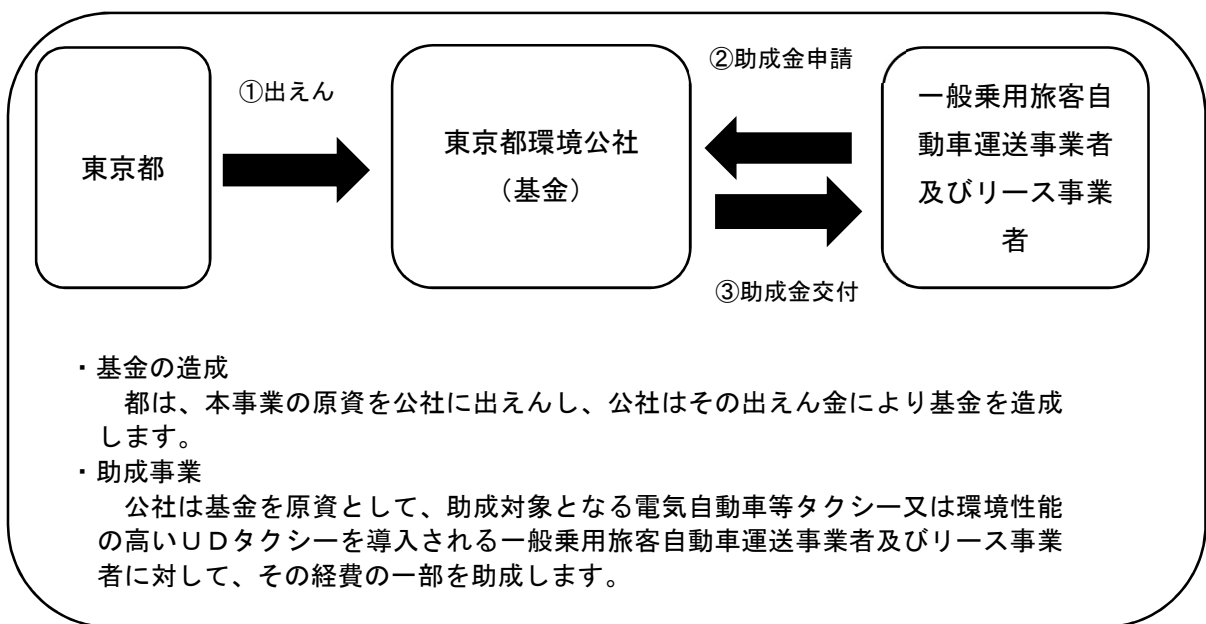 東京都
①出えん
東京都環境公社
（基金）
②助成金申請
③助成金交付
一般乗用旅客自
動車運送事業者
及びリース事業
者
・基金の造成
都は、本事業の原資を公社に出えんし、公社はその出えん金により基金を造成
します。
・助成事業
公社は基金を原資として、助成対象となる電気自動車等タクシー又は環境性能
の高いＵＤタクシーを導入される一般乗用旅客自動車運送事業者及びリース事業
者に対して、その経費の一部を助成します。